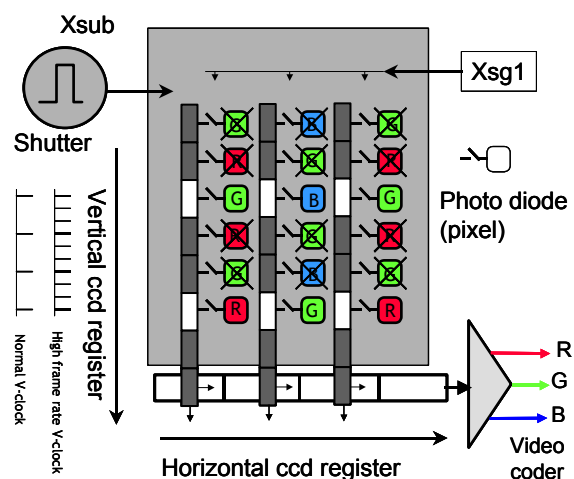 Xsub
Xsg1
Shutter
G B G
R G R
G B G
R G R
G B G
R G R
Photo diode
(pixel)
Vertical ccd register
Normal V-clock
High frame rate V-clock
R
G
B
Video
coder
Horizontal ccd register